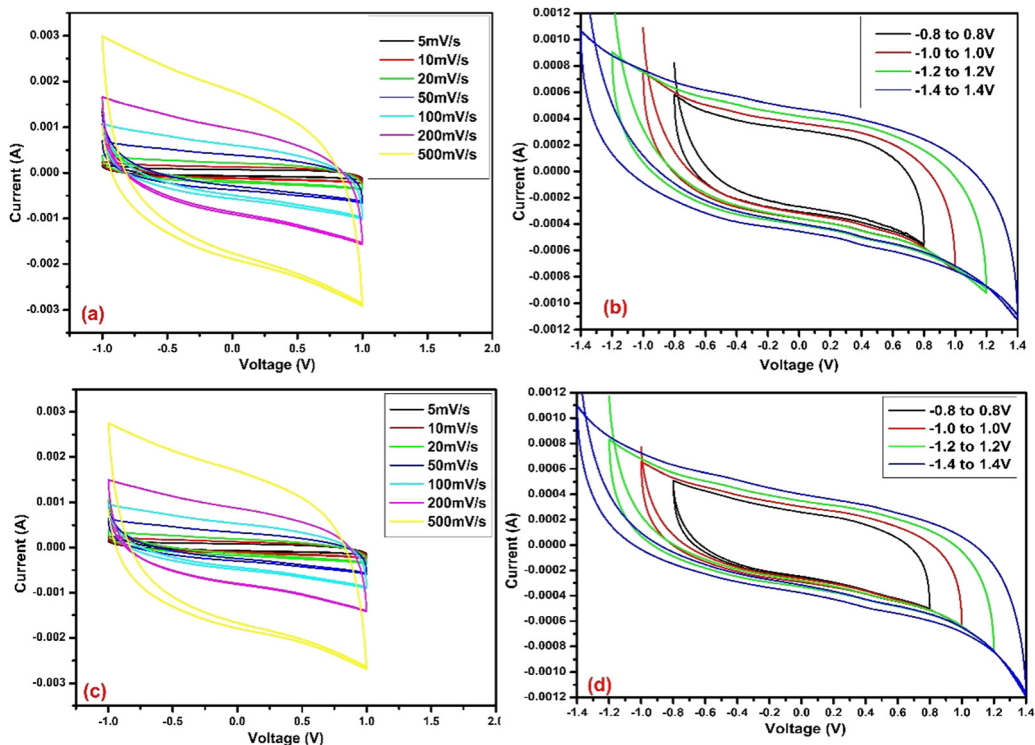 0.003
0.002
0.001
0.000
-0.001
-0.002
-0.003
Current (A)
5mV/s
10mV/s
20mV/s
50mV/s
100mV/s
200mV/s
500mV/s
(a)
-1.0 -0.5 0.0 0.5 1.0 1.5 2.0
Voltage (V)
0.0012
0.0010
0.0008
0.0006
0.0004
0.0002
0.0000
-0.0002
-0.0004
-0.0006
-0.0008
-0.0010
-0.0012
Current (A)
-0.8 to 0.8V
-1.0 to 1.0V
-1.2 to 1.2V
-1.4 to 1.4V
(b)
-1.4 -1.2 -1.0 -0.8 -0.6 -0.4 -0.2 0.0 0.2 0.4 0.6 0.8 1.0 1.2 1.4
Voltage (V)
0.003
0.002
0.001
0.000
-0.001
-0.002
-0.003
Current (A)
5mV/s
10mV/s
20mV/s
50mV/s
100mV/s
200mV/s
500mV/s
(c)
-1.0 -0.5 0.0 0.5 1.0 1.5 2.0
Voltage (V)
0.0012
0.0010
0.0008
0.0006
0.0004
0.0002
0.0000
-0.0002
-0.0004
-0.0006
-0.0008
-0.0010
-0.0012
Current (A)
-0.8 to 0.8V
-1.0 to 1.0V
-1.2 to 1.2V
-1.4 to 1.4V
(d)
-1.4 -1.2 -1.0 -0.8 -0.6 -0.4 -0.2 0.0 0.2 0.4 0.6 0.8 1.0 1.2 1.4
Voltage (V)